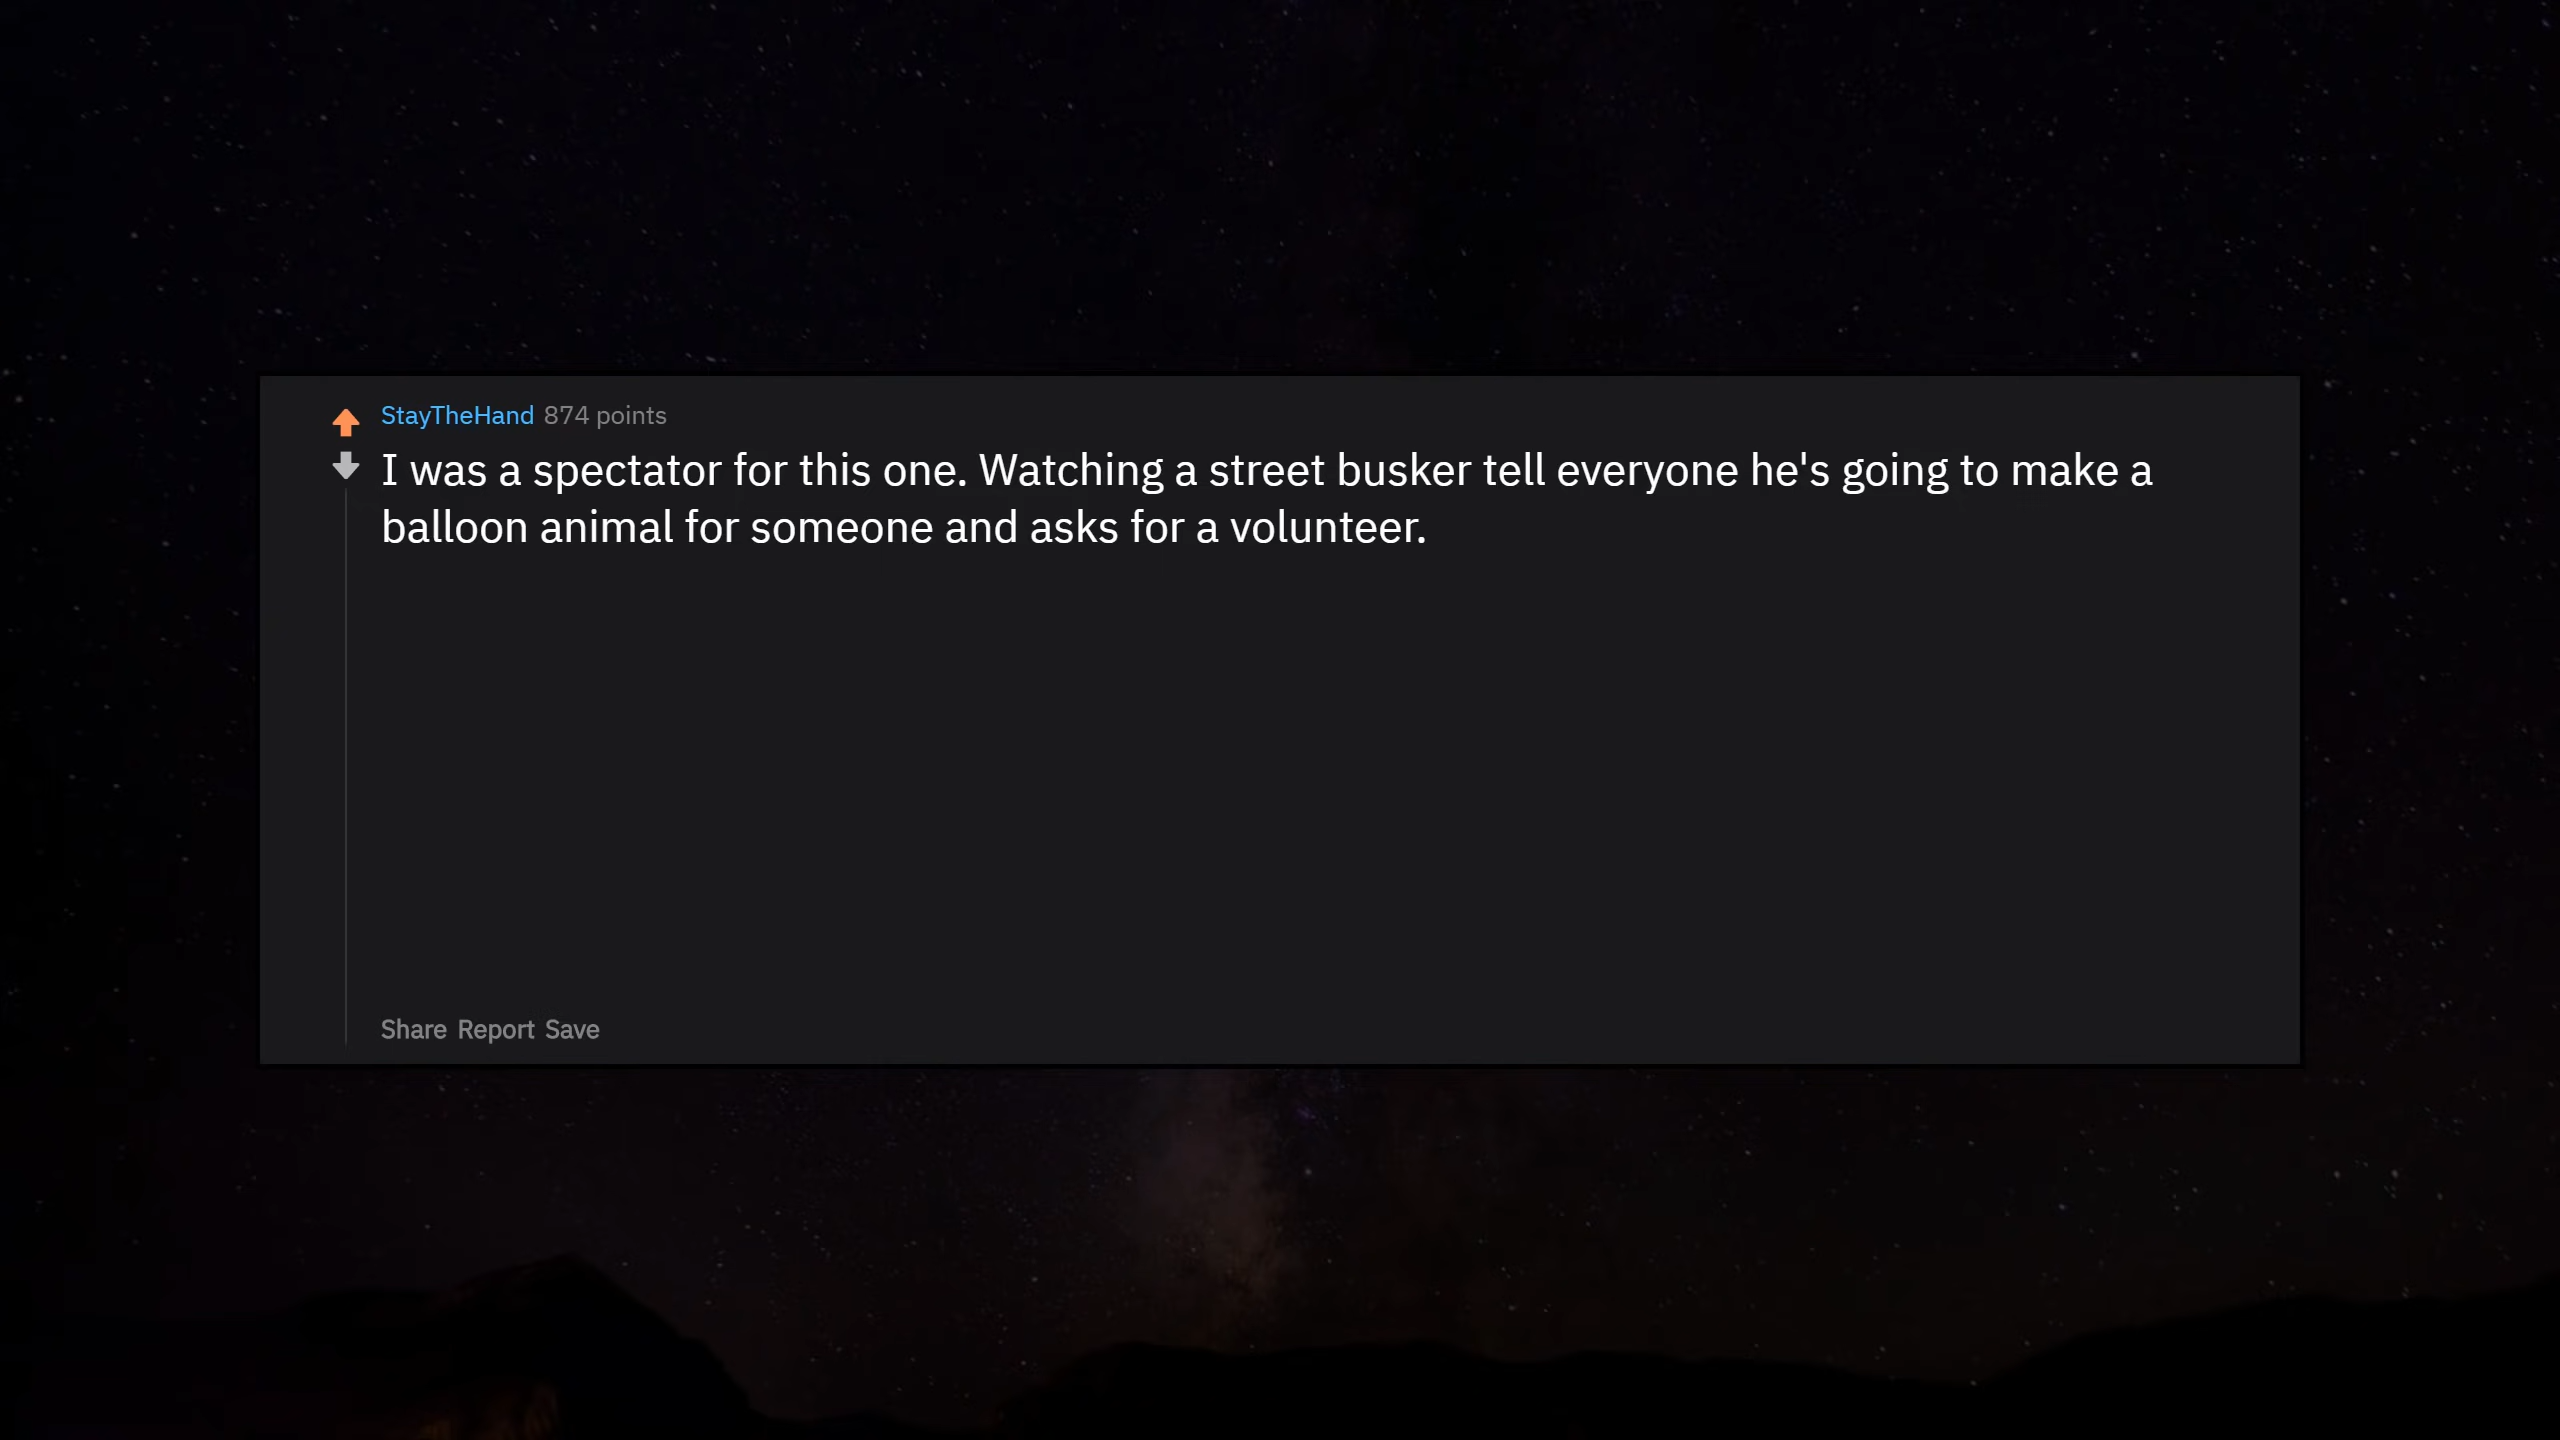 StayTheHand 874 points
I was a spectator for this one. Watching a street busker tell everyone he's going to make a
balloon animal for someone and asks for a volunteer.
Share Report Save